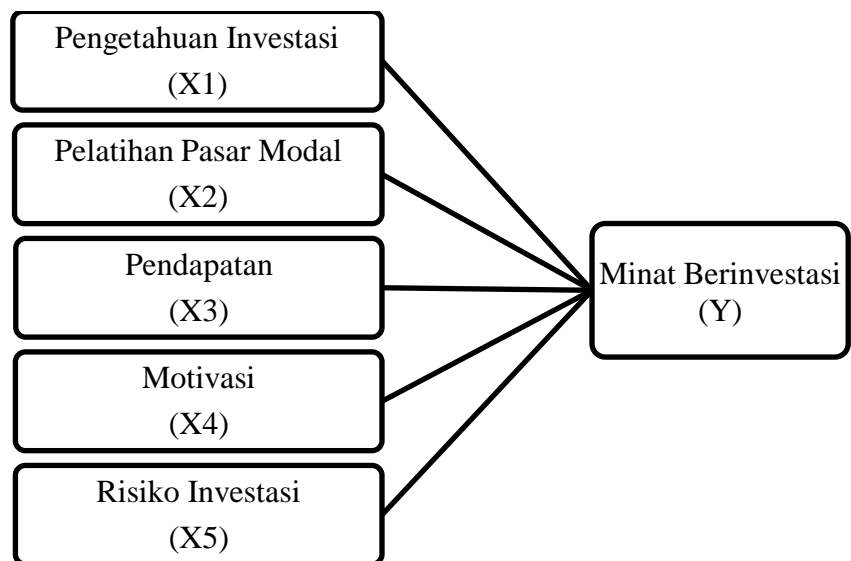 Pengetahuan Investasi
(X1)
Pelatihan Pasar Modal
(X2)
Pendapatan
(X3)
Motivasi
(X4)
Risiko Investasi
(X5)
Minat Berinvestasi
(Y)